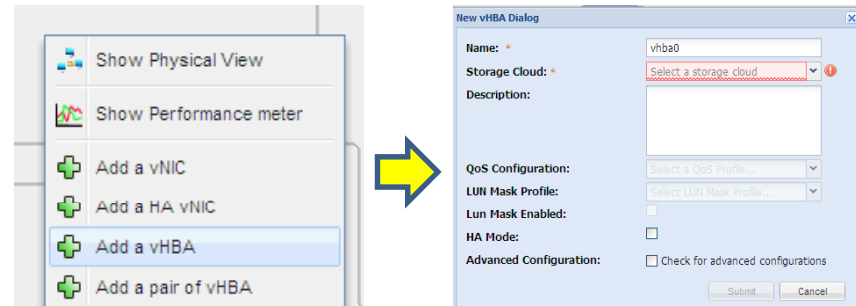 Show Physical View
Show Performance meter
Add a vNIC
Add a HA vNIC
Add a vHBA
Add a pair of vHBA
New vHBA Dialog
Name: * vhba0
Storage Cloud: * Select a storage cloud
Description:
QoS Configuration: Select a QoS Profile...
LUN Mask Profile: Select LUN Mask Profile...
Lun Mask Enabled:
HA Mode:
Advanced Configuration: Check for advanced configurations
Submit Cancel